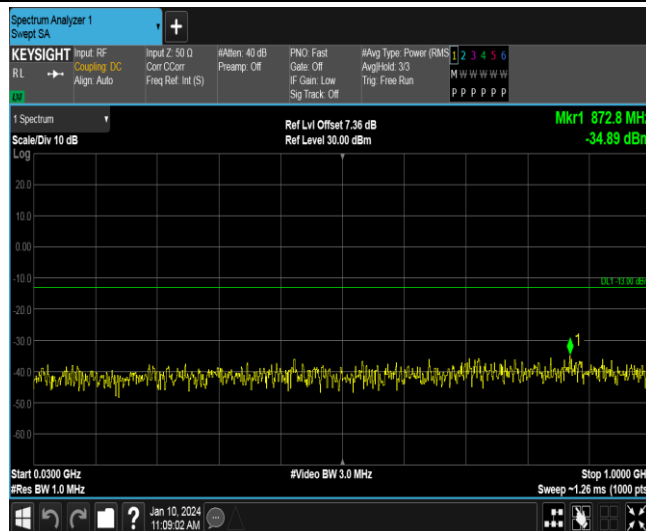 Spectrum Analyzer 1
Swept SA
+
KEYSIGHT
RL
Input: RF
Coupling: DC
Align: Auto
Input Z: 50 Ω
Corr CCorr
Freq Ref: Int (S)
#Atten: 40 dB
Preamp: Off
PNO: Fast
Gate: Off
IF Gain: Low
Sig Track: Off
#Avg Type: Power (RMS
Avg|Hold: 3/3
Trig: Free Run
1 2 3 4 5 6
M W W W W W
P P P P P P
1 Spectrum
Scale/Div 10 dB
Log
Ref Lvl Offset 7.36 dB
Ref Level 30.00 dBm
Mkr1 872.8 MHz
-34.89 dBm
20.0
10.0
0.00
-10.0
DL1 -13.00 dBm
-20.0
-30.0
1
-40.0
-50.0
-60.0
Start 0.0300 GHz
#Res BW 1.0 MHz
#Video BW 3.0 MHz
Stop 1.0000 GH
Sweep ~1.26 ms (1000 pts
?
Jan 10, 2024
11:09:02 AM